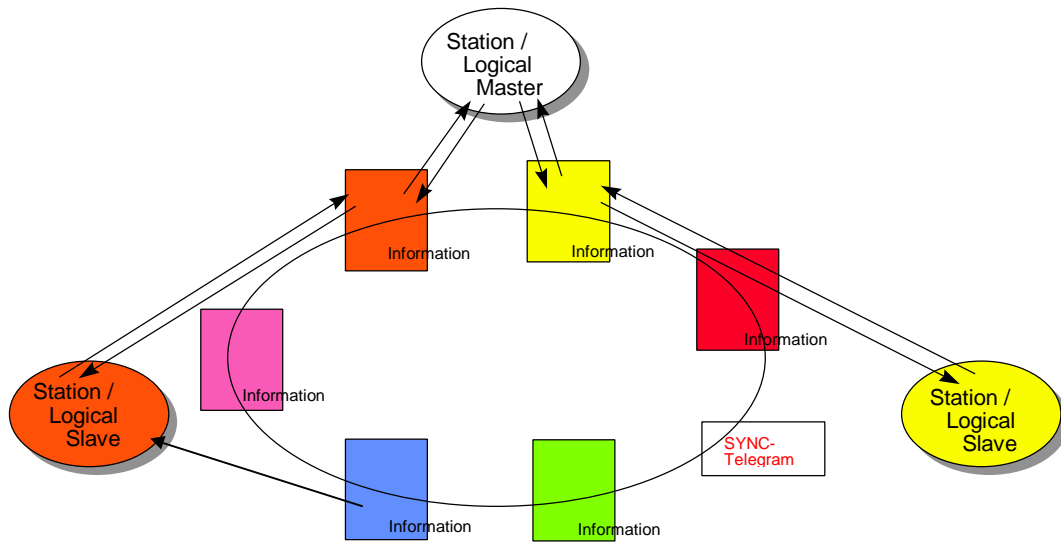 Station /
Logical
Master
Information
Information
Information
Information
Station /
Logical
Slave
Station /
Logical
Slave
SYNC-
Telegram
Information
Information